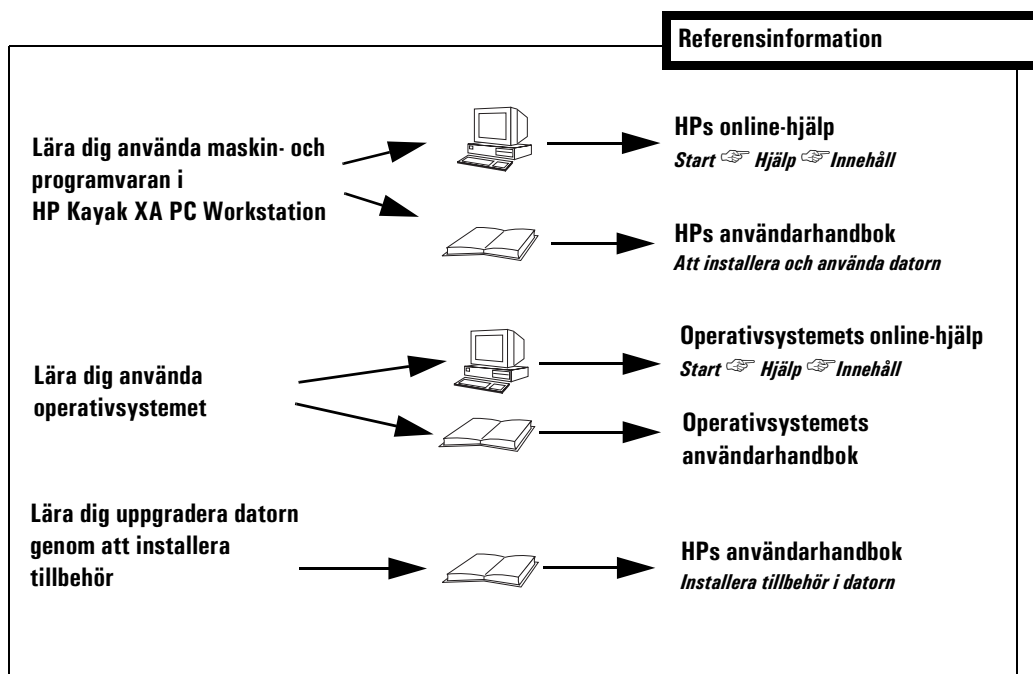 Referensinformation
Lära dig använda maskin- och
programvaran i
HP Kayak XA PC Workstation
HPs online-hjälp
Start ☞ Hjälp ☞ Innehåll
HPs användarhandbok
Att installera och använda datorn
Lära dig använda
operativsystemet
Operativsystemets online-hjälp
Start ☞ Hjälp ☞ Innehåll
Operativsystemets
användarhandbok
Lära dig uppgradera datorn
genom att installera
tillbehör
HPs användarhandbok
Installera tillbehör i datorn